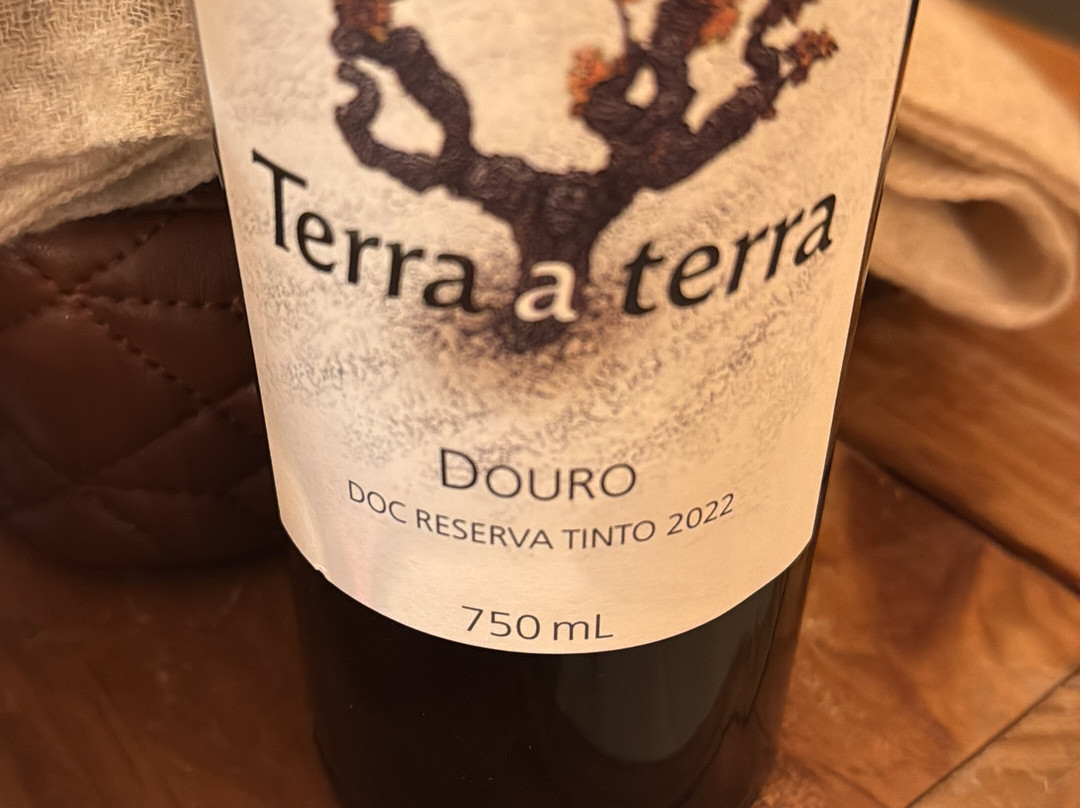 Terra a terra
DOURO
DOC RESERVA TINTO 2022
750 mL